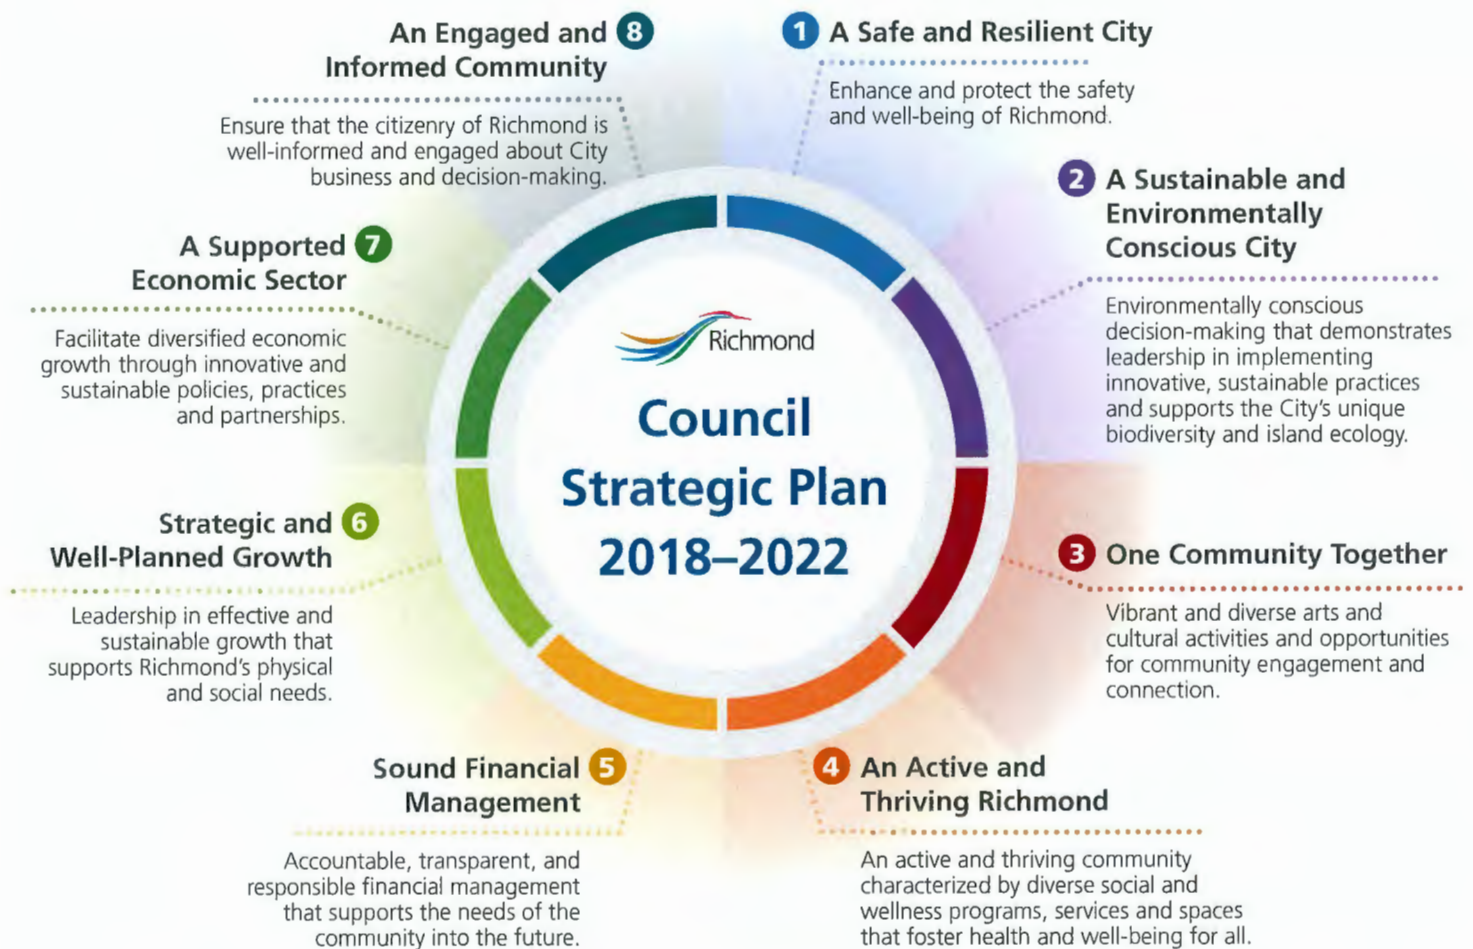 Richmond
Council
Strategic Plan
2018–2022
1 A Safe and Resilient City
Enhance and protect the safety
and well-being of Richmond.
2 A Sustainable and
Environmentally
Conscious City
Environmentally conscious
decision-making that demonstrates
leadership in implementing
innovative, sustainable practices
and supports the City's unique
biodiversity and island ecology.
3 One Community Together
Vibrant and diverse arts and
cultural activities and opportunities
for community engagement and
connection.
4 An Active and
Thriving Richmond
An active and thriving community
characterized by diverse social and
wellness programs, services and spaces
that foster health and well-being for all.
Sound Financial 5
Management
Accountable, transparent, and
responsible financial management
that supports the needs of the
community into the future.
Strategic and 6
Well-Planned Growth
Leadership in effective and
sustainable growth that
supports Richmond's physical
and social needs.
A Supported 7
Economic Sector
Facilitate diversified economic
growth through innovative and
sustainable policies, practices
and partnerships.
An Engaged and 8
Informed Community
Ensure that the citizenry of Richmond is
well-informed and engaged about City
business and decision-making.